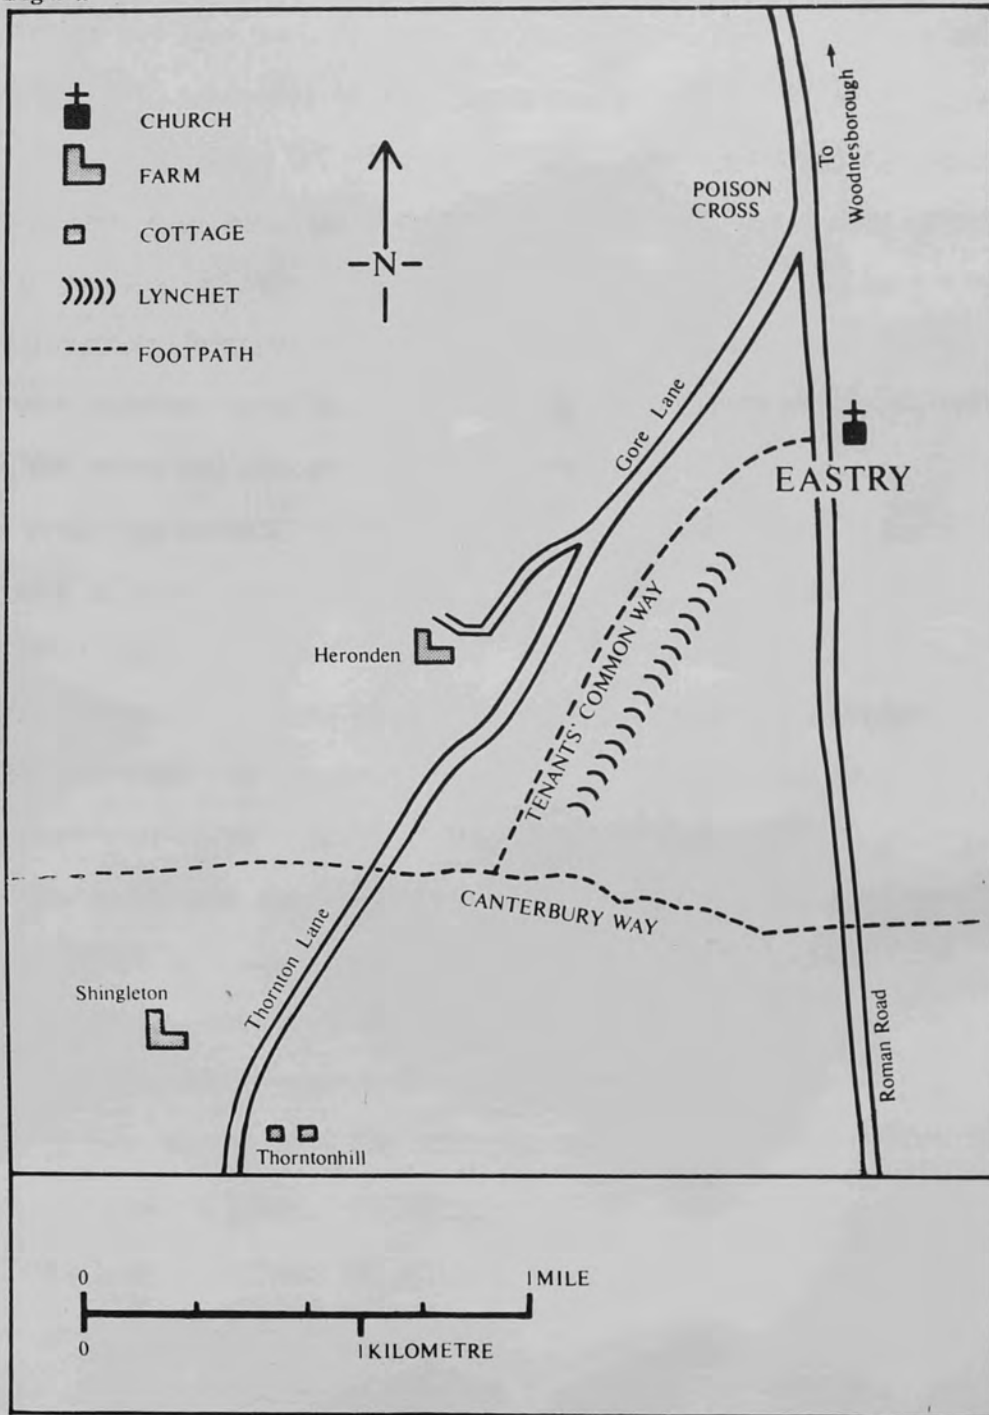 CHURCH
FARM
COTTAGE
LYNCHET
FOOTPATH
N
To
Woodnesborough
POISON
CROSS
Gore Lane
EASTRY
Heronden
TENANTS' COMMON WAY
CANTERBURY WAY
Thornton Lane
Shingleton
Roman Road
Thorntonhill
0
1 MILE
0
1 KILOMETRE